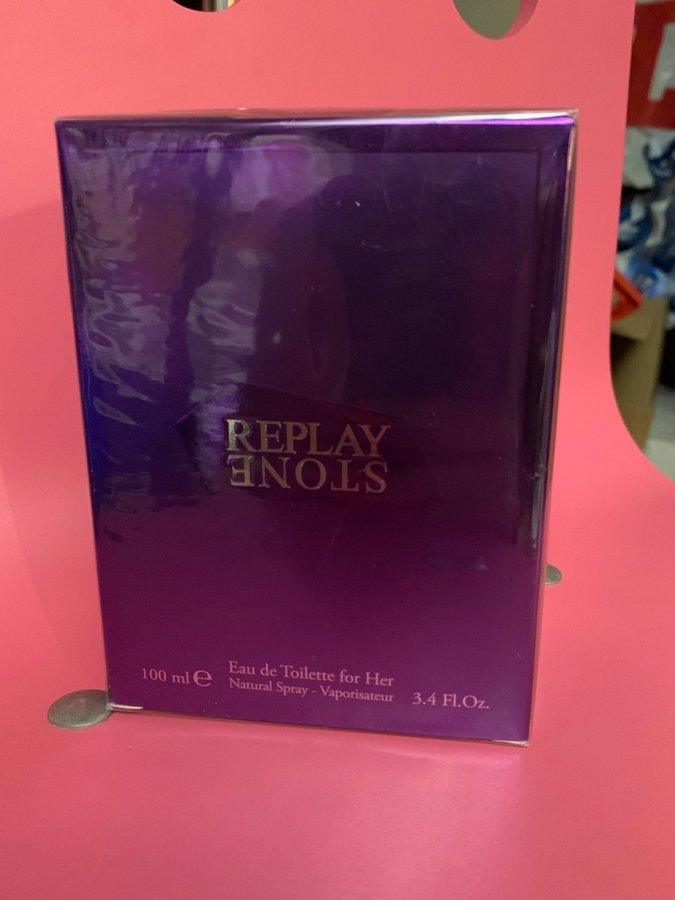 REPLAY
STONE
100 ml ℮ Eau de Toilette for Her
Natural Spray - Vaporisateur 3.4 Fl.Oz.